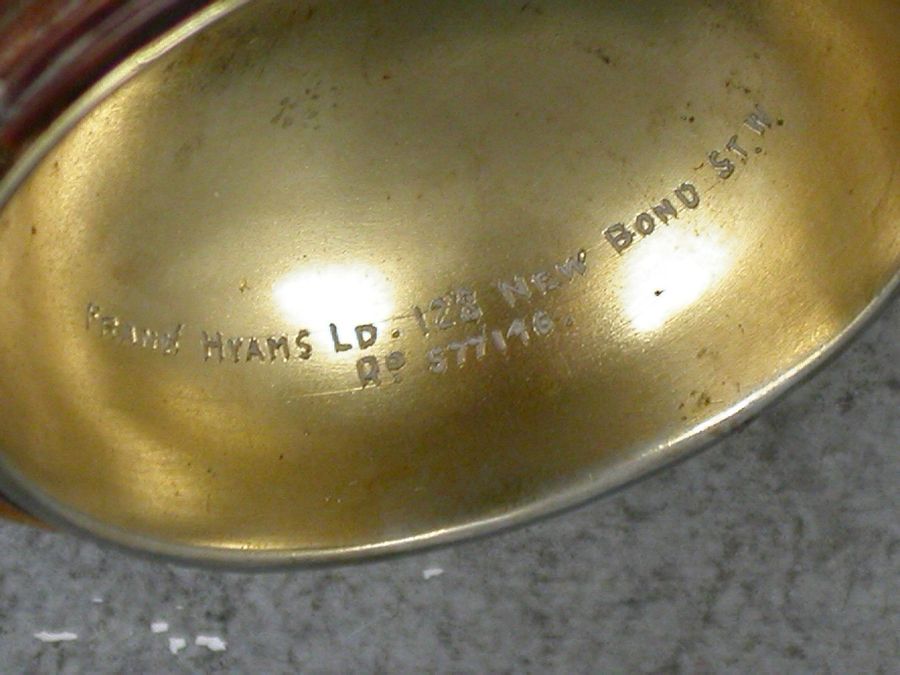 FRANK HYAMS LD. 128 NEW BOND ST. W.
RD 577146.